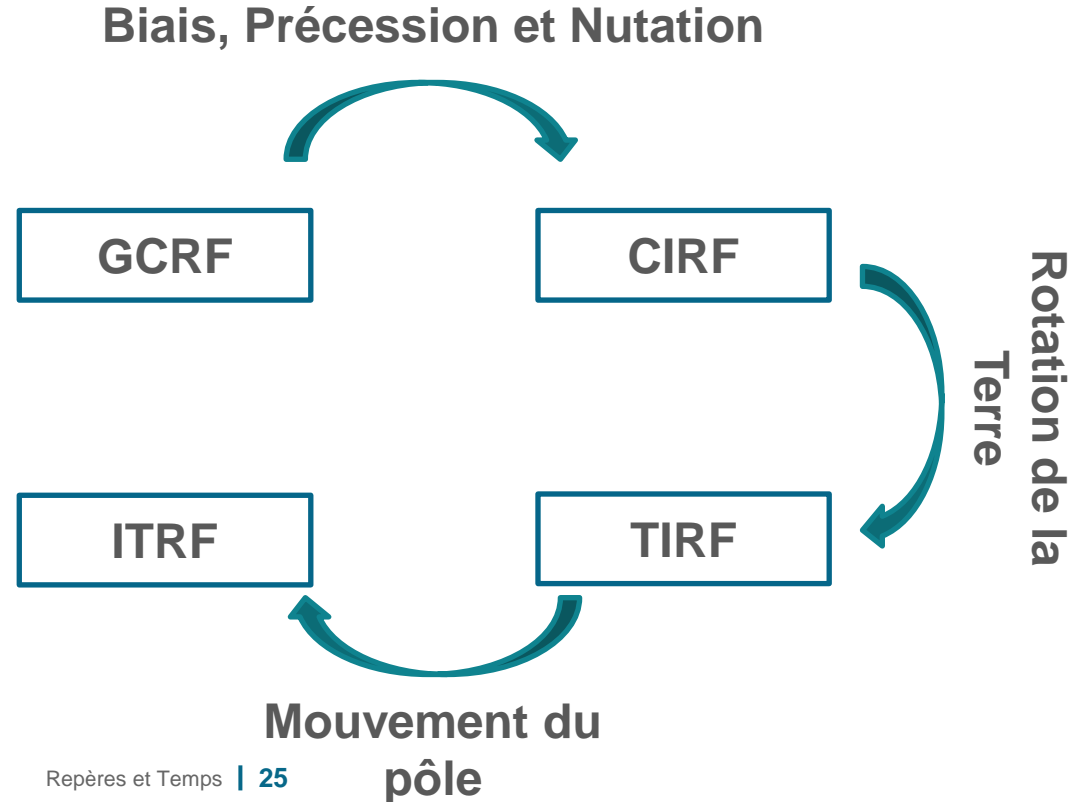 Biais, Précession et Nutation
GCRF
CIRF
Rotation de la
Terre
ITRF
TIRF
Mouvement du
pôle
Repères et Temps | 25